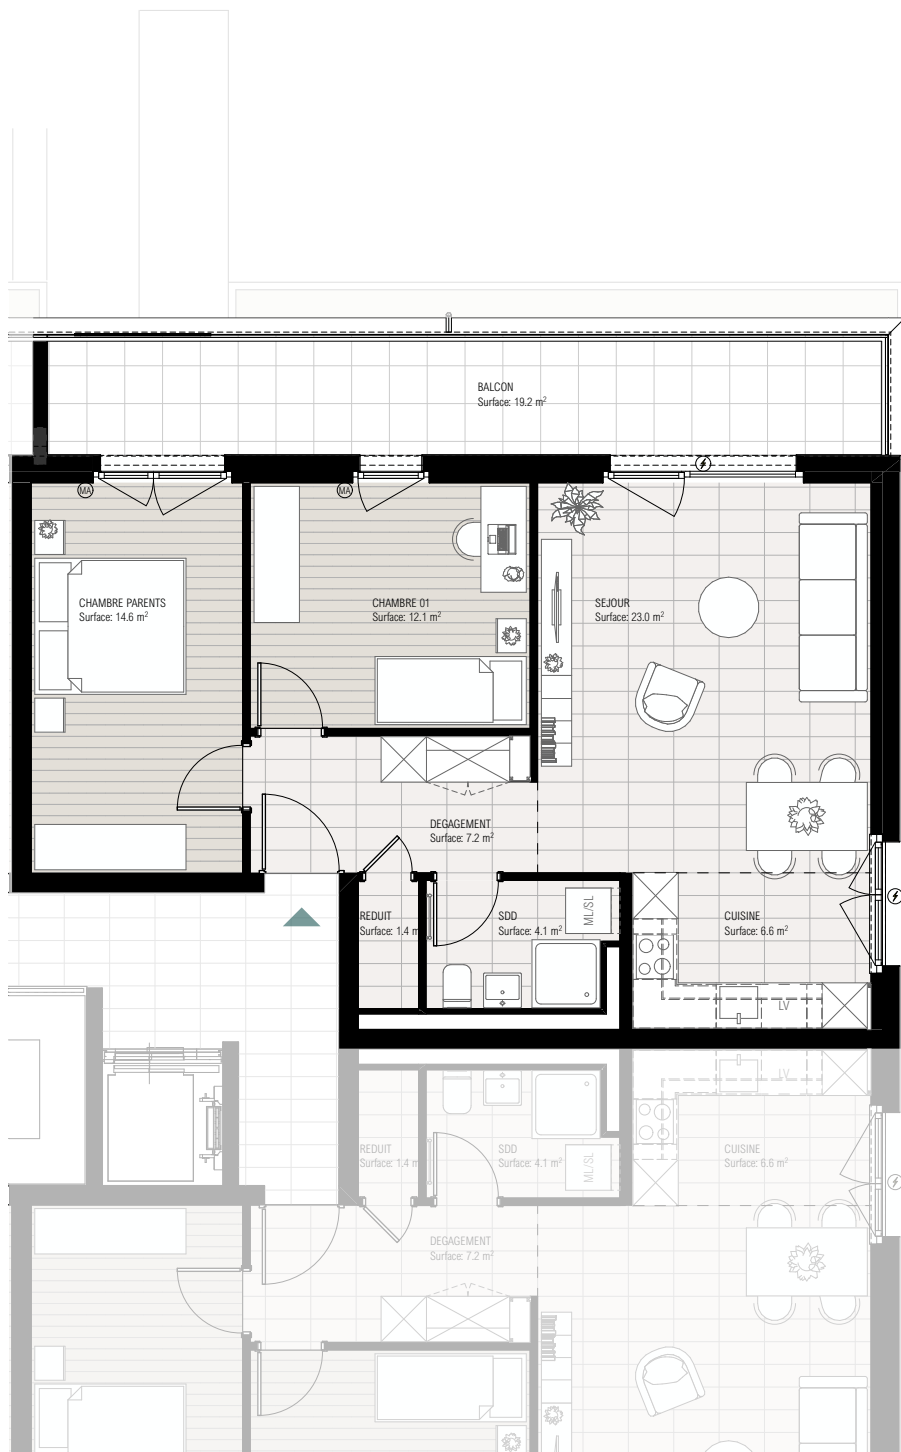 BALCON
Surface: 19.2 m²
MA
MA
CHAMBRE PARENTS
Surface: 14.6 m²
CHAMBRE 01
Surface: 12.1 m²
SEJOUR
Surface: 23.0 m²
DEGAGEMENT
Surface: 7.2 m²
REDUIT
Surface: 1.4 m
SDD
Surface: 4.1 m²
ML/SL
CUISINE
Surface: 6.6 m²
LV
LV
REDUIT
Surface: 1.4 m
SDD
Surface: 4.1 m²
ML/SL
CUISINE
Surface: 6.6 m²
DEGAGEMENT
Surface: 7.2 m²